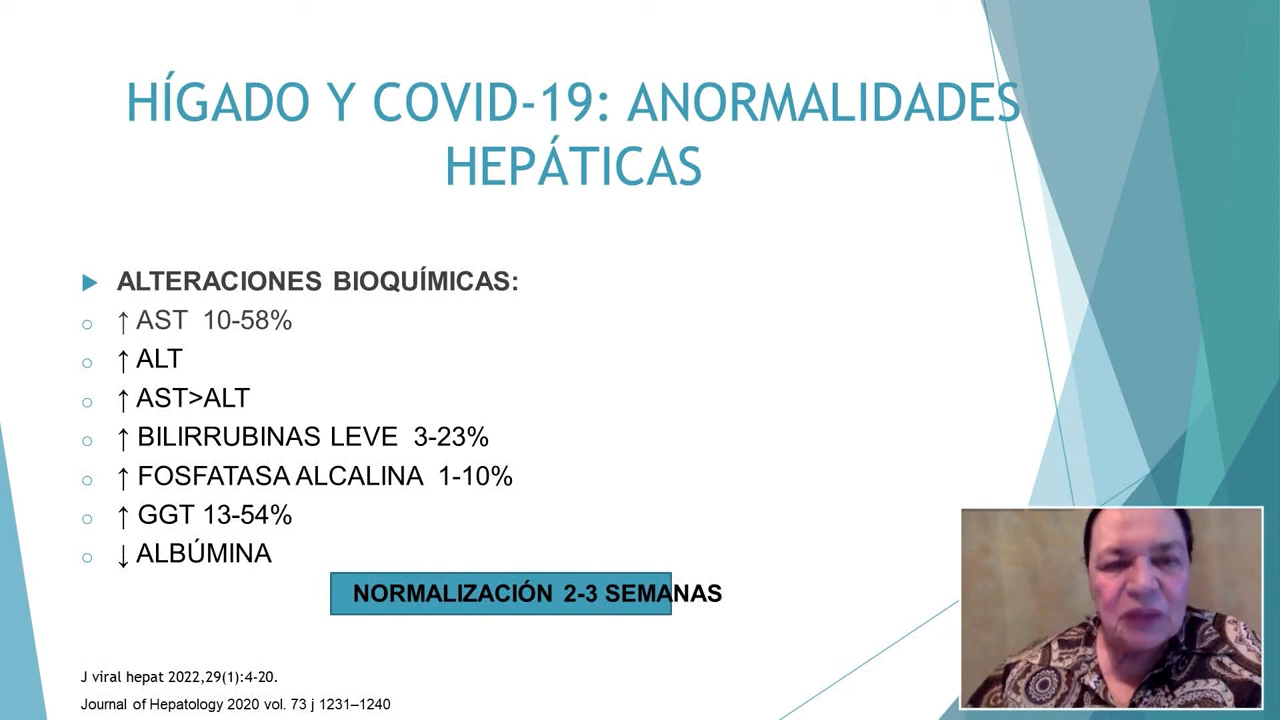 HÍGADO Y COVID-19: ANORMALIDADES
HEPÁTICAS
ALTERACIONES BIOQUÍMICAS:
↑ AST 10-58%
↑ ALT
↑ AST>ALT
↑ BILIRRUBINAS LEVE 3-23%
↑ FOSFATASA ALCALINA 1-10%
↑ GGT 13-54%
↓ ALBÚMINA
NORMALIZACIÓN 2-3 SEMANAS
J viral hepat 2022,29(1):4-20.
Journal of Hepatology 2020 vol. 73 j 1231–1240